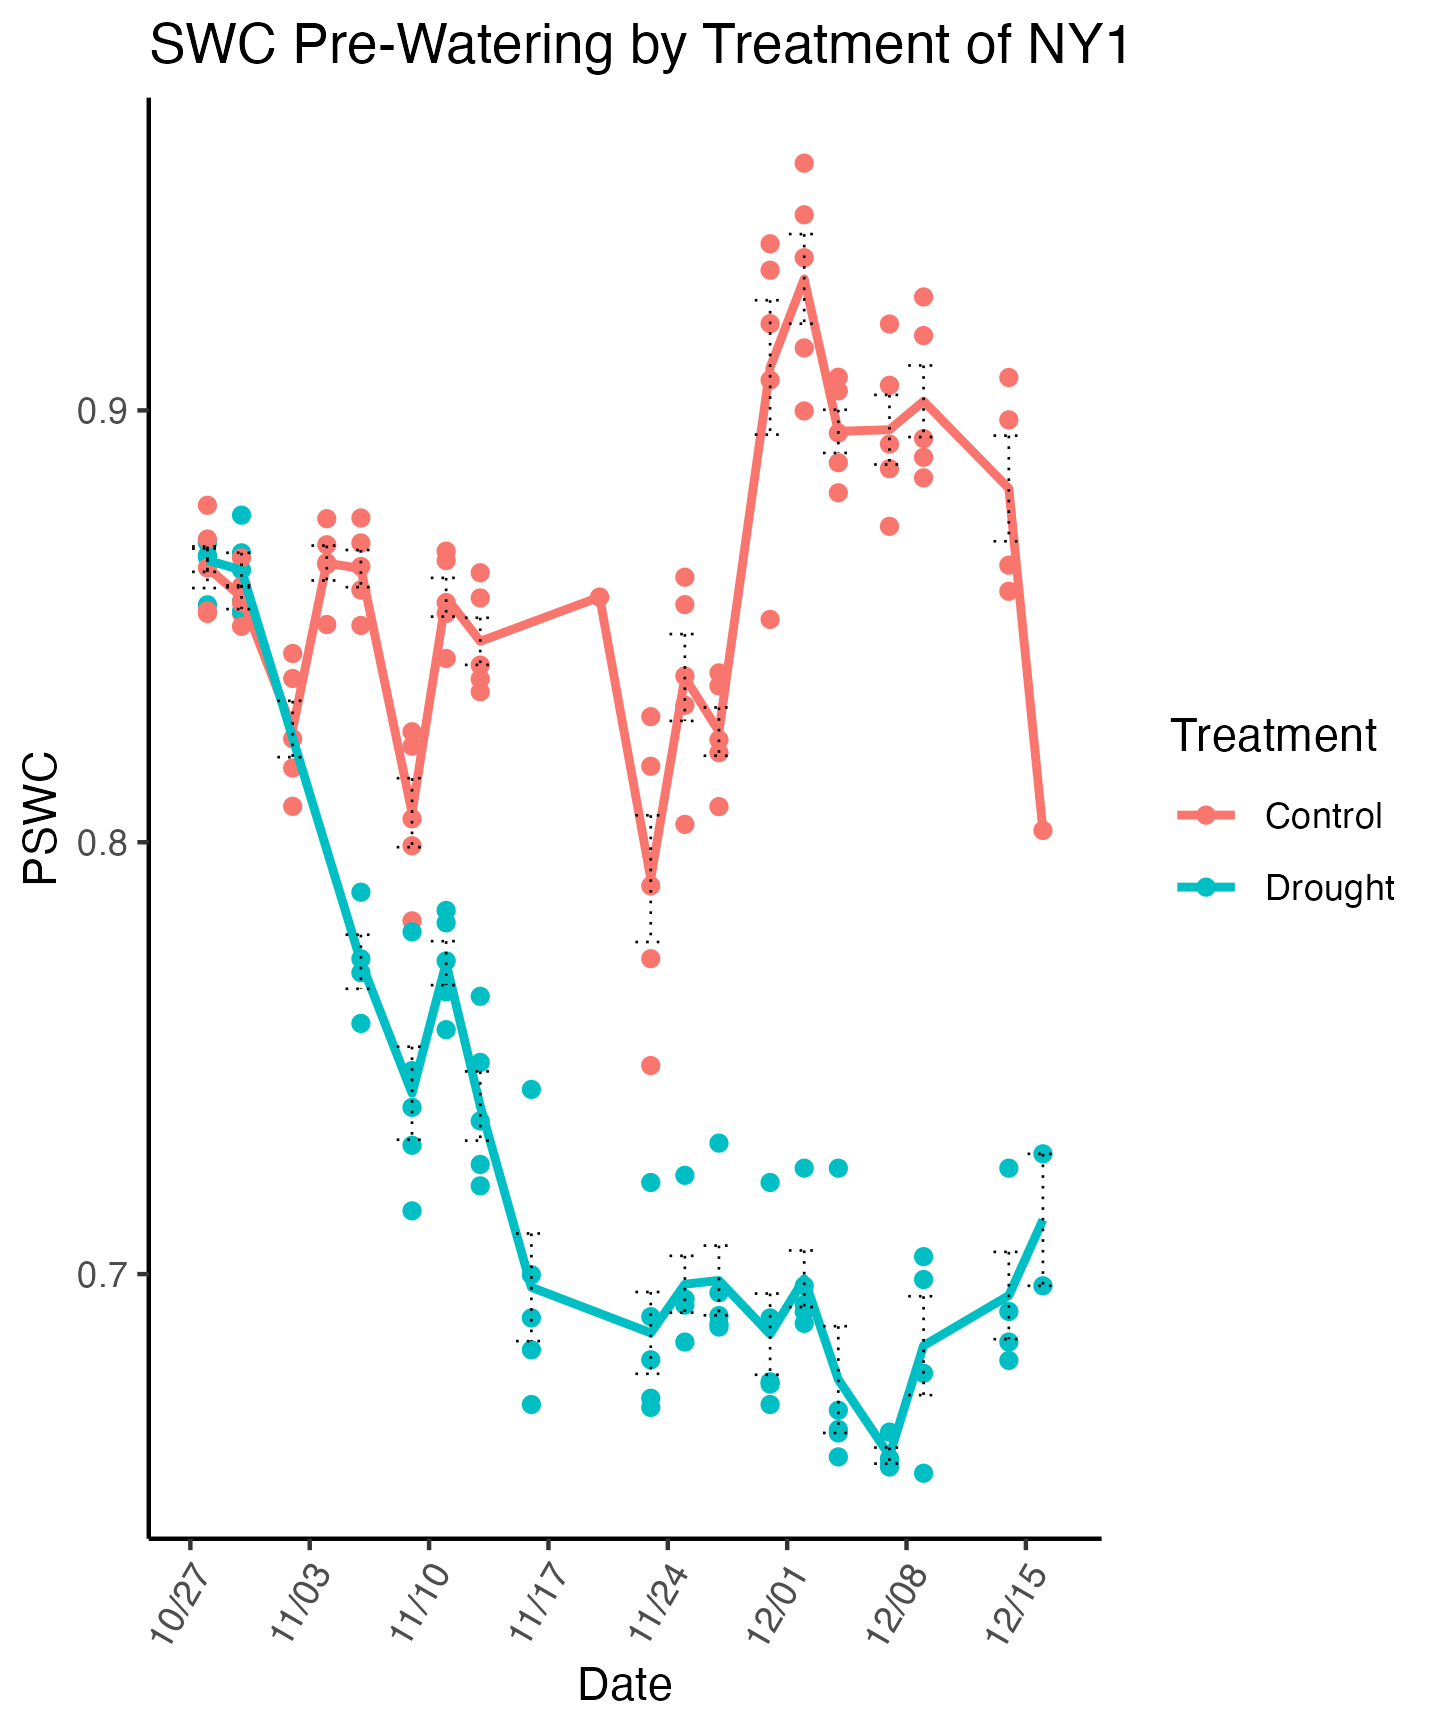 SWC Pre-Watering by Treatment of NY1
PSWC
0.9
0.8
0.7
Treatment
Control
Drought
10/27
11/03
11/10
11/17
11/24
12/01
12/08
12/15
Date